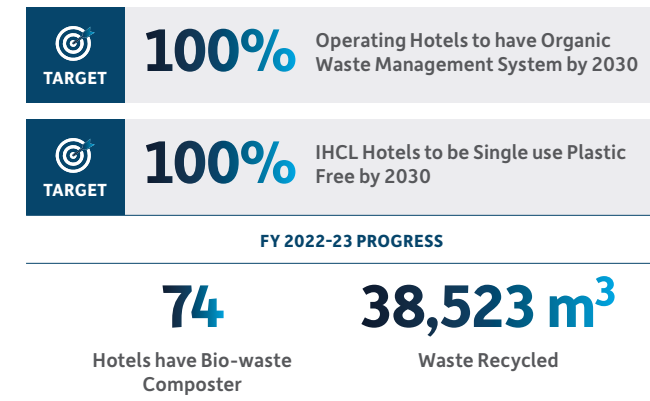 TARGET
100%
Operating Hotels to have Organic
Waste Management System by 2030
TARGET
100%
IHCL Hotels to be Single use Plastic
Free by 2030
FY 2022-23 PROGRESS
74
Hotels have Bio-waste
Composter
38,523 m³
Waste Recycled